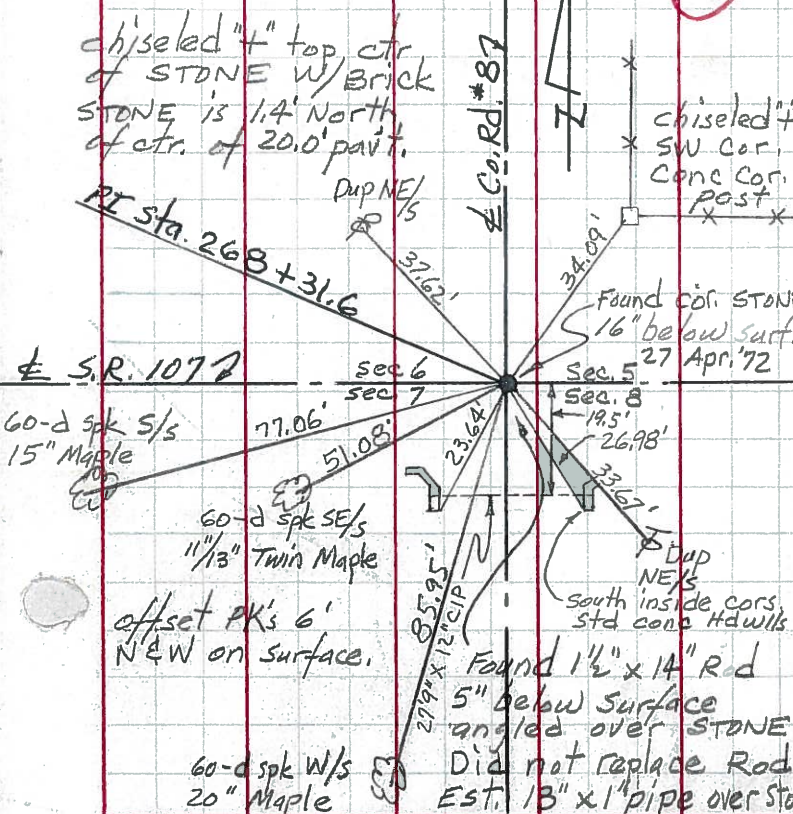 chiseled "+" top ctr
of STONE W/Brick
STONE is 1.4' North
of ctr. of 20.0' pav't.
℄ Co. Rd. #87
N
chiseled "+
SW Cor.
Conc Cor.
Post
Dup NE/s
PI Sta. 268+31.6
37.62'
34.09'
Found cor. STONE
16" below surf.
27 Apr. '72
℄ S.R. 107
sec 6
sec 7
Sec. 5
Sec. 8
60-d spk S/s
15" Maple
77.06'
51.08'
23.64'
19.5'
26.98'
33.67'
60-d spk SE/s
11"/13" Twin Maple
Dup
NE/s
South inside cors.
Std conc Hdwlls
offset PK's 6'
N & W on surface.
85.95'
27'9" X 12" CIP
Found 1½" x 14" Rod
5" below Surface
angled over STONE
Did not replace Rod
Est. 13" x 1" pipe over Sto
60-d spk W/s
20" Maple